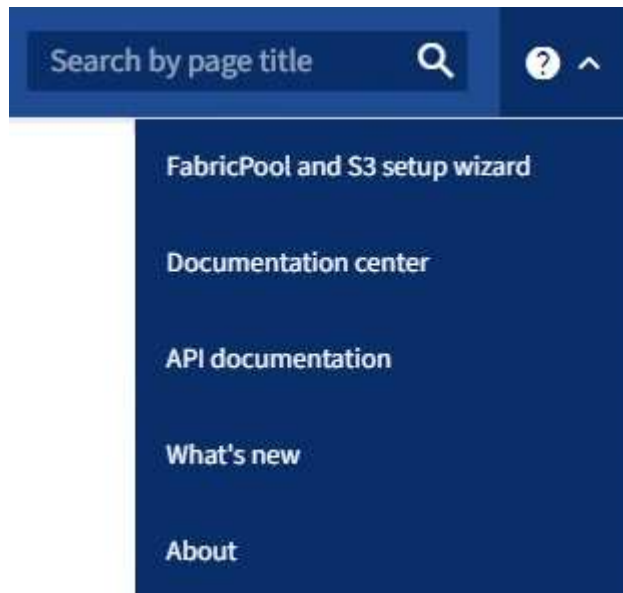 Search by page title
?
FabricPool and S3 setup wizard
Documentation center
API documentation
What's new
About